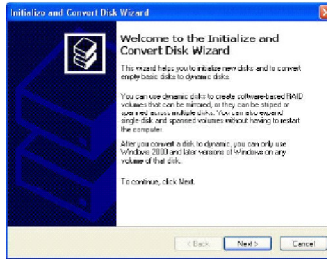 Initialize and Convert Disk Wizard
Welcome to the Initialize and
Convert Disk Wizard
This wizard helps you to initialize new disks and to convert
empty basic disks to dynamic disks.
You can use dynamic disks to create software-based RAID
volumes that can be mirrored, or they can be striped or
spanned across multiple disks. You can also expand
single disk and spanned volumes without having to restart
the computer.
After you convert a disk to dynamic, you can only use
Windows 2000 and later versions of Windows on any
volume of that disk.
To continue, click Next.
< Back
Next >
Cancel